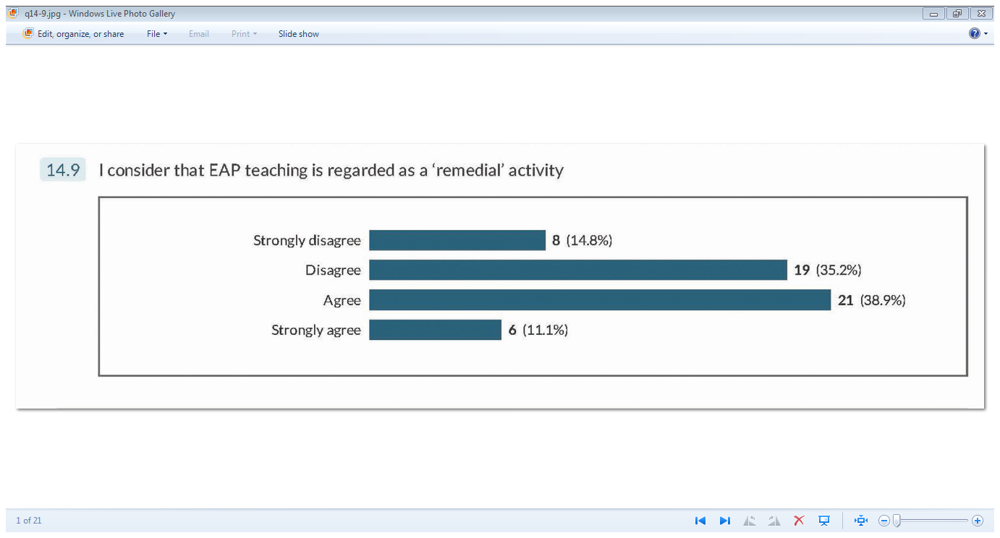 q14-9.jpg - Windows Live Photo Gallery
Edit, organize, or share File Email Print Slide show
14.9 I consider that EAP teaching is regarded as a ‘remedial’ activity
Strongly disagree 8 (14.8%)
Disagree 19 (35.2%)
Agree 21 (38.9%)
Strongly agree 6 (11.1%)
1 of 21